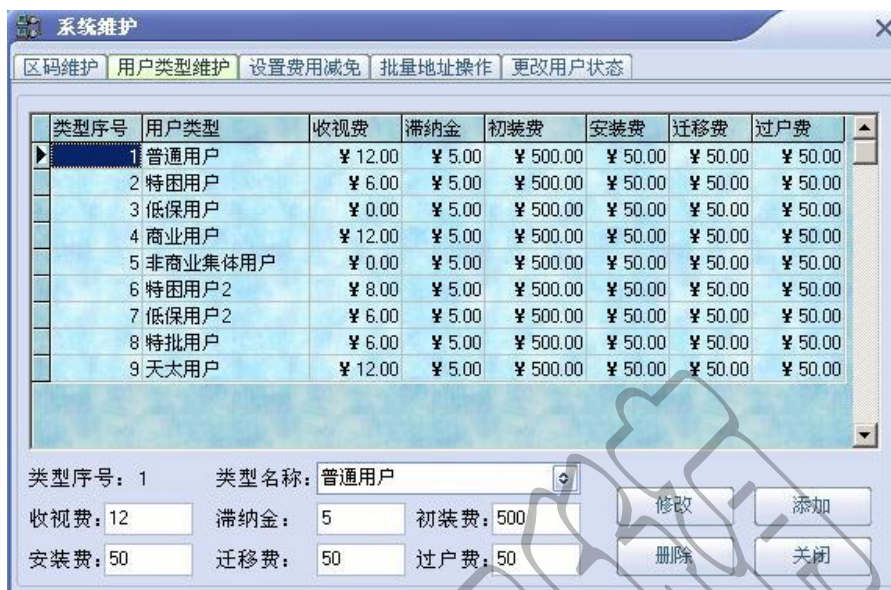 系统维护
区码维护 用户类型维护 设置费用减免 批量地址操作 更改用户状态
类型序号 用户类型 收视费 滞纳金 初装费 安装费 迁移费 过户费
1 普通用户 ¥ 12.00 ¥ 5.00 ¥ 500.00 ¥ 50.00 ¥ 50.00 ¥ 50.00
2 特困用户 ¥ 6.00 ¥ 5.00 ¥ 500.00 ¥ 50.00 ¥ 50.00 ¥ 50.00
3 低保用户 ¥ 0.00 ¥ 5.00 ¥ 500.00 ¥ 50.00 ¥ 50.00 ¥ 50.00
4 商业用户 ¥ 12.00 ¥ 5.00 ¥ 500.00 ¥ 50.00 ¥ 50.00 ¥ 50.00
5 非商业集体用户 ¥ 0.00 ¥ 5.00 ¥ 500.00 ¥ 50.00 ¥ 50.00 ¥ 50.00
6 特困用户2 ¥ 8.00 ¥ 5.00 ¥ 500.00 ¥ 50.00 ¥ 50.00 ¥ 50.00
7 低保用户2 ¥ 6.00 ¥ 5.00 ¥ 500.00 ¥ 50.00 ¥ 50.00 ¥ 50.00
8 特批用户 ¥ 6.00 ¥ 5.00 ¥ 500.00 ¥ 50.00 ¥ 50.00 ¥ 50.00
9 天太用户 ¥ 12.00 ¥ 5.00 ¥ 500.00 ¥ 50.00 ¥ 50.00 ¥ 50.00
类型序号: 1 类型名称: 普通用户
修改 添加
收视费: 12 滞纳金: 5 初装费: 500
安装费: 50 迁移费: 50 过户费: 50
删除 关闭